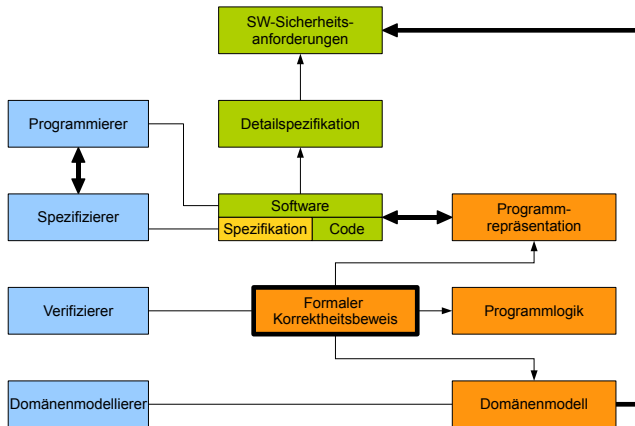 SW-Sicherheits-
anforderungen
Programmierer
Detailspezifikation
Spezifizierer
Software
Spezifikation
Code
Programm-
repräsentation
Verifizierer
Formaler
Korrektheitsbeweis
Programmlogik
Domänenmodellierer
Domänenmodell